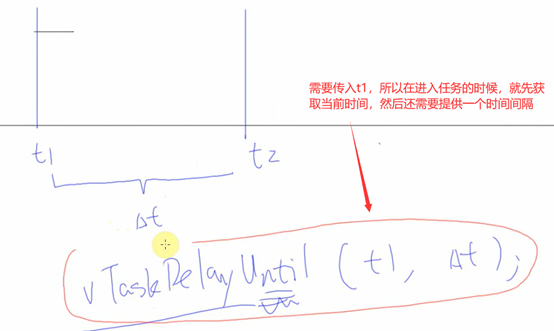 需要传入t1，所以在进入任务的时候，就先获
取当前时间，然后还需要提供一个时间间隔
t1
t2
Δt
vTaskDelayUntil (t1, Δt);